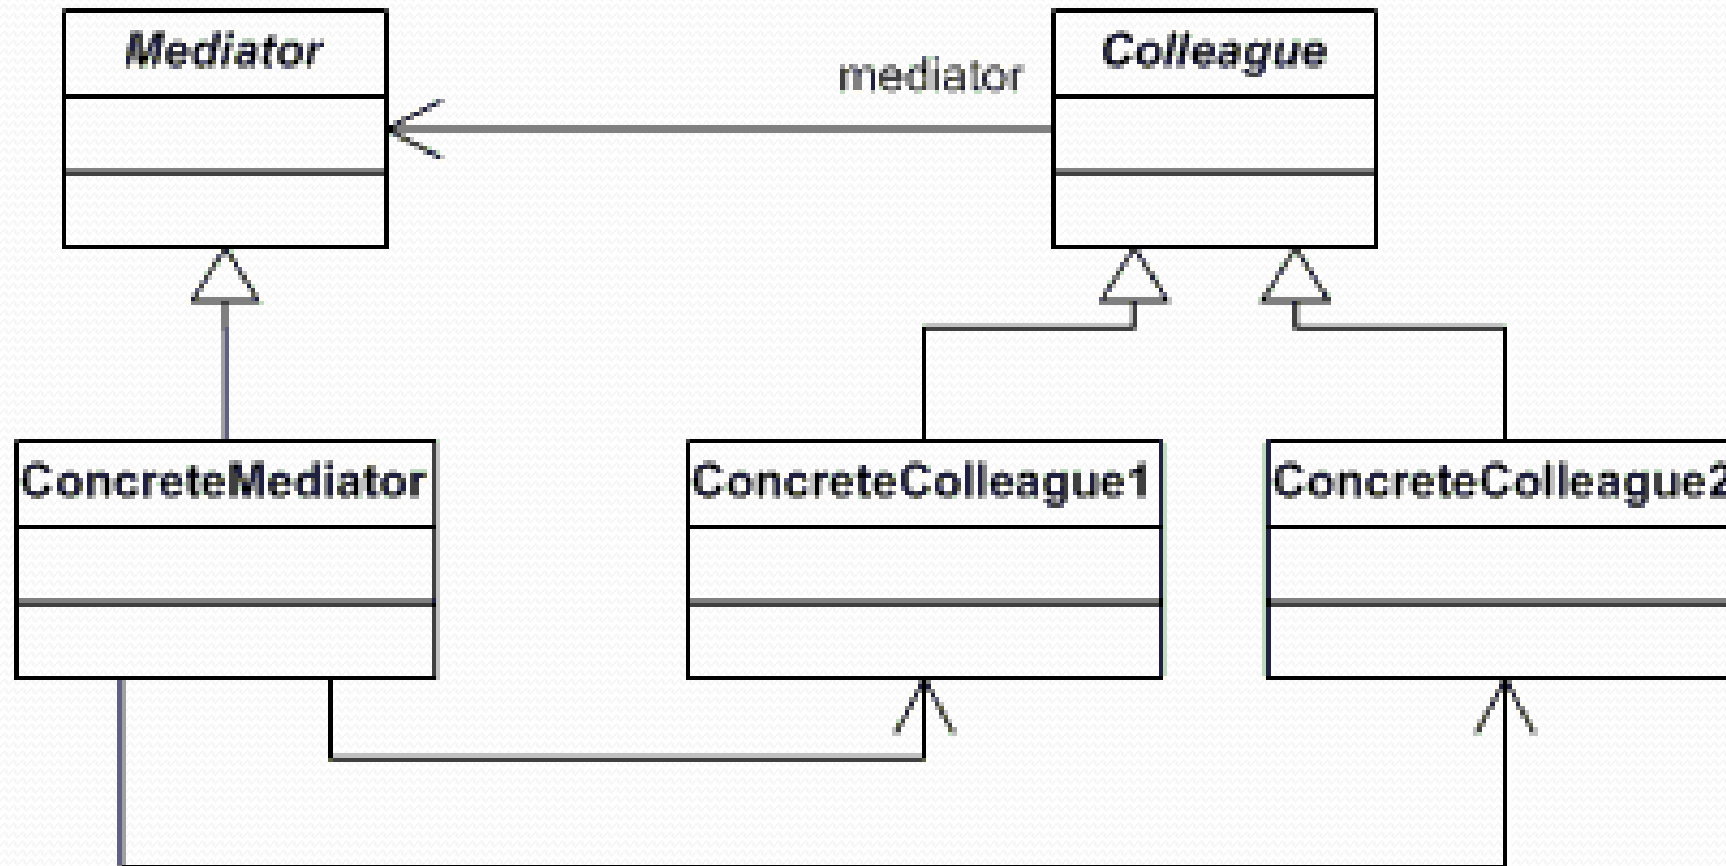 Mediator
mediator
Colleague
ConcreteMediator
ConcreteColleague1
ConcreteColleague2